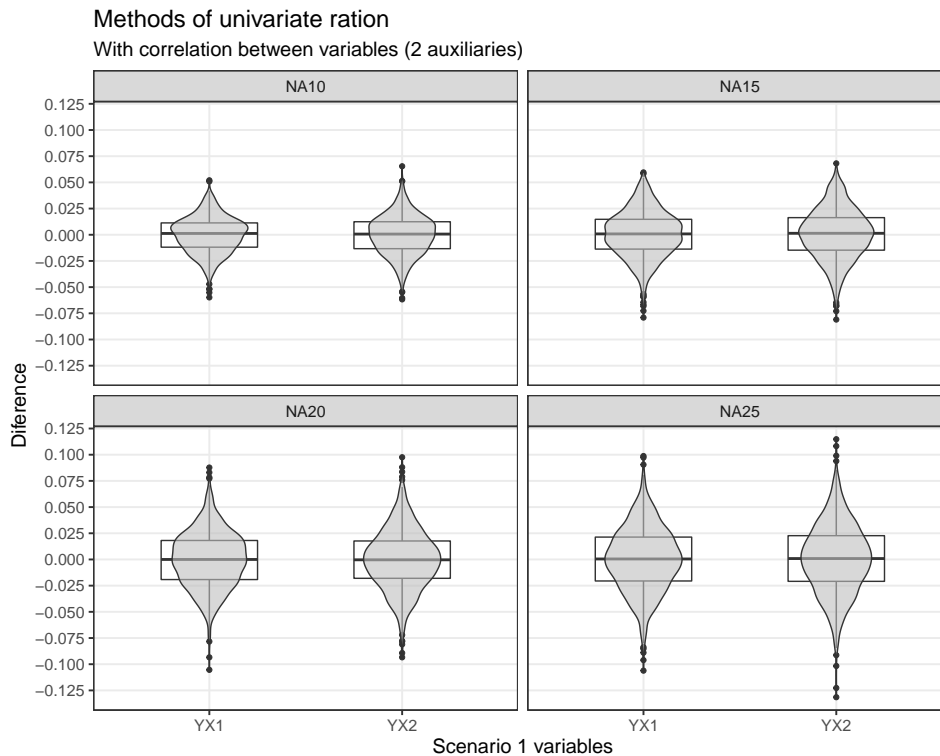 Methods of univariate ration
With correlation between variables (2 auxiliaries)
NA10
NA15
0.125
0.100
0.075
0.050
0.025
0.000
−0.025
−0.050
−0.075
−0.100
−0.125
NA20
NA25
0.125
0.100
0.075
0.050
0.025
0.000
−0.025
−0.050
−0.075
−0.100
−0.125
Diference
YX1
YX2
YX1
YX2
Scenario 1 variables